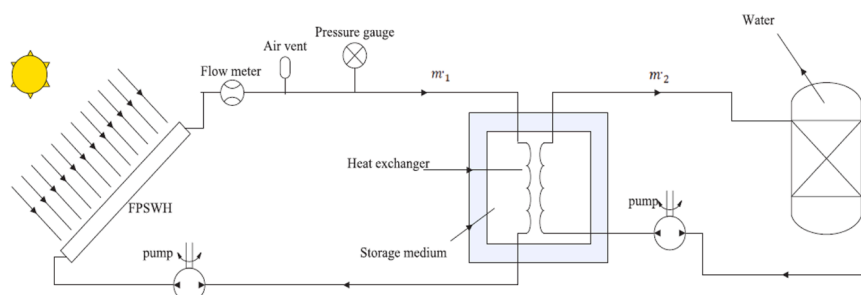 Pressure gauge
Air vent
Flow meter
ṁ1
ṁ2
Water
Heat exchanger
FPSWH
Storage medium
pump
pump